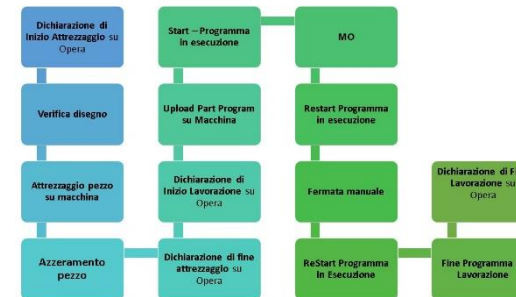 Dichiarazione di
Inizio Attrezzaggio su
Opera
Verifica disegno
Attrezzaggio pezzo
su macchina
Azzeramento
pezzo
Dichiarazione di fine
attrezzaggio su
Opera
Dichiarazione di
Inizio Lavorazione su
Opera
Upload Part Program
su Macchina
Start – Programma
in esecuzione
MO
Restart Programma
in esecuzione
Fermata manuale
ReStart Programma
in Esecuzione
Fine Programma
Lavorazione
Dichiarazione di
Lavorazione su
Opera